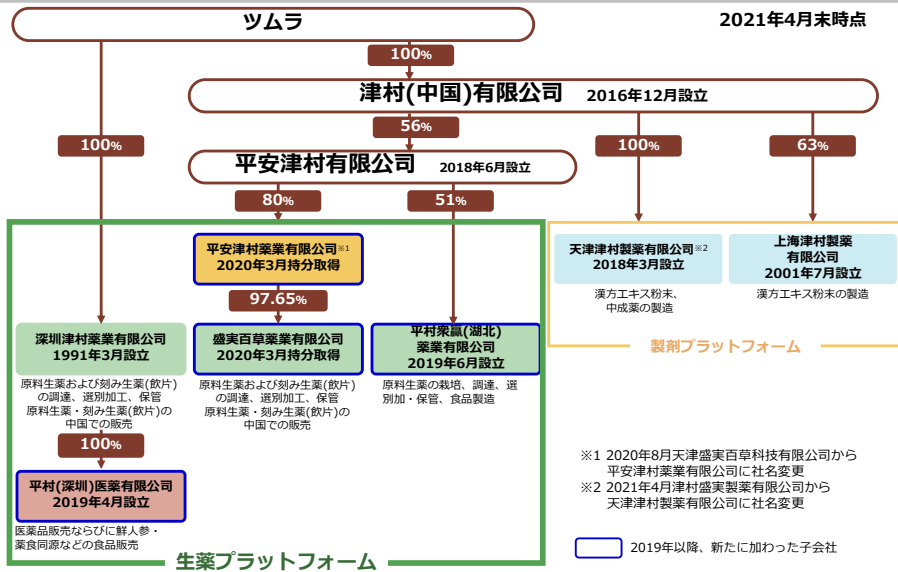 ツムラ
2021年4月末時点
100%
津村(中国)有限公司 2016年12月設立
100%
56%
100%
63%
平安津村有限公司 2018年6月設立
80%
51%
平安津村薬業有限公司※1
2020年3月持分取得
97.65%
天津津村製薬有限公司※2
2018年3月設立
漢方エキス粉末、
中成薬の製造
上海津村製薬
有限公司
2001年7月設立
漢方エキス粉末の製造
製剤プラットフォーム
深圳津村薬業有限公司
1991年3月設立
原料生薬および刻み生薬(飲片)
の調達、選別加工、保管
原料生薬・刻み生薬(飲片)の
中国での販売
盛実百草薬業有限公司
2020年3月持分取得
原料生薬および刻み生薬(飲片)
の調達、選別加工、保管
原料生薬・刻み生薬(飲片)の
中国での販売
平村衆贏(湖北)
薬業有限公司
2019年6月設立
原料生薬の栽培、調達、選
別加・保管、食品製造
100%
平村(深圳)医薬有限公司
2019年4月設立
医薬品販売ならびに鮮人参・
薬食同源などの食品販売
生薬プラットフォーム
※1 2020年8月天津盛実百草科技有限公司から
平安津村薬業有限公司に社名変更
※2 2021年4月津村盛実製薬有限公司から
天津津村製薬有限公司に社名変更
2019年以降、新たに加わった子会社